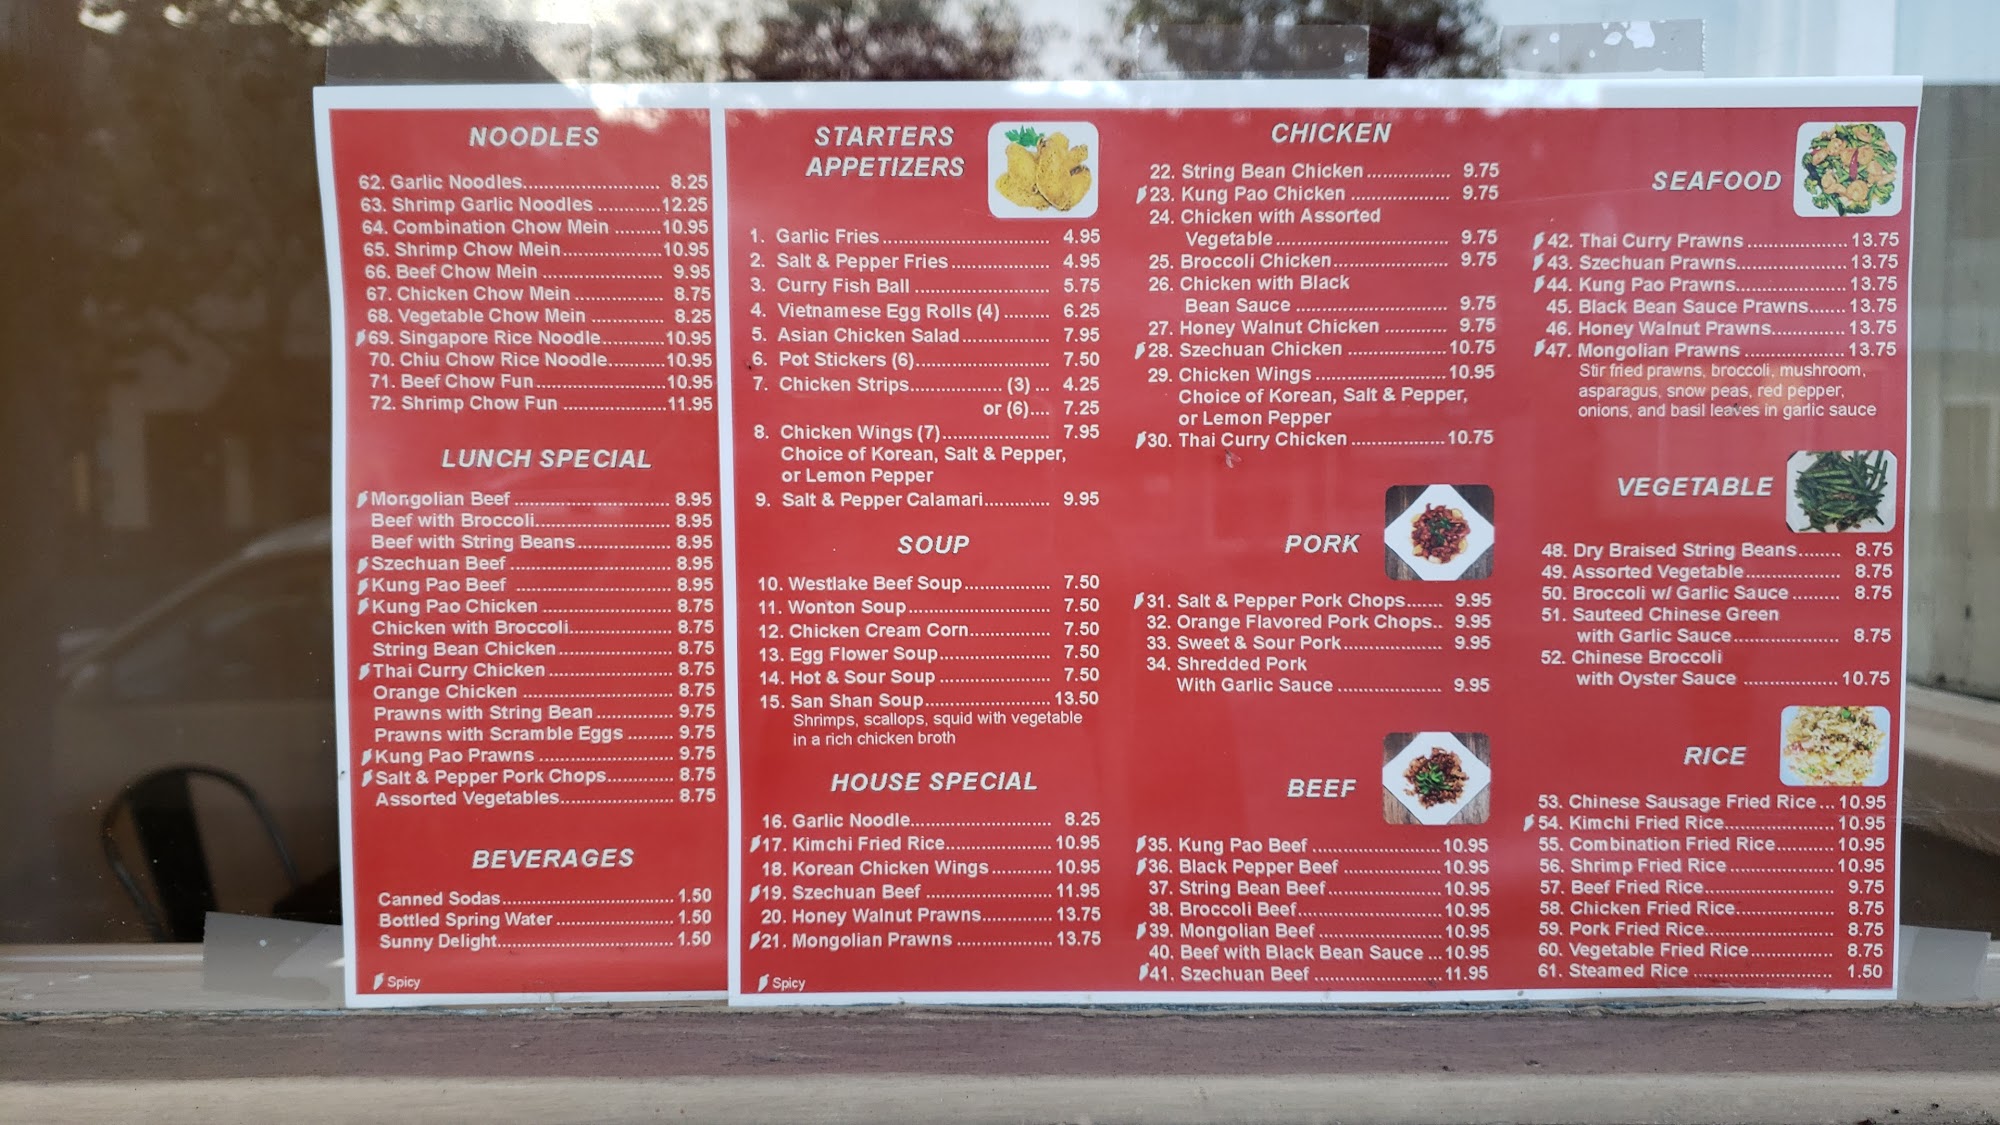 NOODLES
62. Garlic Noodles............................. 8.25
63. Shrimp Garlic Noodles .............12.25
64. Combination Chow Mein .........10.95
65. Shrimp Chow Mein.....................10.95
66. Beef Chow Mein ......................... 9.95
67. Chicken Chow Mein ................... 8.75
68. Vegetable Chow Mein ................ 8.25
69. Singapore Rice Noodle.............10.95
70. Chiu Chow Rice Noodle............10.95
71. Beef Chow Fun ..........................10.95
72. Shrimp Chow Fun .....................11.95
LUNCH SPECIAL
Mongolian Beef ................................ 8.95
Beef with Broccoli............................ 8.95
Beef with String Beans................... 8.95
Szechuan Beef ................................. 8.95
Kung Pao Beef ................................. 8.95
Kung Pao Chicken ........................... 8.75
Chicken with Broccoli...................... 8.75
String Bean Chicken........................ 8.75
Thai Curry Chicken .......................... 8.75
Orange Chicken ............................... 8.75
Prawns with String Bean ................ 9.75
Prawns with Scramble Eggs ......... 9.75
Kung Pao Prawns ............................ 9.75
Salt & Pepper Pork Chops.............. 8.75
Assorted Vegetables........................ 8.75
BEVERAGES
Canned Sodas................................... 1.50
Bottled Spring Water ........................ 1.50
Sunny Delight.................................... 1.50
Spicy
STARTERS
APPETIZERS
1. Garlic Fries .................................. 4.95
2. Salt & Pepper Fries .................... 4.95
3. Curry Fish Ball ........................... 5.75
4. Vietnamese Egg Rolls (4) ......... 6.25
5. Asian Chicken Salad.................. 7.95
6. Pot Stickers (6)........................... 7.50
7. Chicken Strips................... (3) ... 4.25
or (6).... 7.25
8. Chicken Wings (7)...................... 7.95
Choice of Korean, Salt & Pepper,
or Lemon Pepper
9. Salt & Pepper Calamari............. 9.95
SOUP
10. Westlake Beef Soup.................. 7.50
11. Wonton Soup............................. 7.50
12. Chicken Cream Corn................ 7.50
13. Egg Flower Soup....................... 7.50
14. Hot & Sour Soup ....................... 7.50
15. San Shan Soup..........................13.50
Shrimps, scallops, squid with vegetable
in a rich chicken broth
HOUSE SPECIAL
16. Garlic Noodle............................. 8.25
17. Kimchi Fried Rice......................10.95
18. Korean Chicken Wings............10.95
19. Szechuan Beef ..........................11.95
20. Honey Walnut Prawns..............13.75
21. Mongolian Prawns ...................13.75
Spicy
CHICKEN
22. String Bean Chicken ................. 9.75
23. Kung Pao Chicken .................... 9.75
24. Chicken with Assorted
Vegetable................................... 9.75
25. Broccoli Chicken....................... 9.75
26. Chicken with Black
Bean Sauce ............................... 9.75
27. Honey Walnut Chicken ............. 9.75
28. Szechuan Chicken ....................10.75
29. Chicken Wings ...........................10.95
Choice of Korean, Salt & Pepper,
or Lemon Pepper
30. Thai Curry Chicken ...................10.75
PORK
31. Salt & Pepper Pork Chops....... 9.95
32. Orange Flavored Pork Chops.. 9.95
33. Sweet & Sour Pork.................... 9.95
34. Shredded Pork
With Garlic Sauce ..................... 9.95
BEEF
35. Kung Pao Beef ..........................10.95
36. Black Pepper Beef ....................10.95
37. String Bean Beef.......................10.95
38. Broccoli Beef.............................10.95
39. Mongolian Beef .........................10.95
40. Beef with Black Bean Sauce ...10.95
41. Szechuan Beef ..........................11.95
SEAFOOD
42. Thai Curry Prawns ....................13.75
43. Szechuan Prawns......................13.75
44. Kung Pao Prawns......................13.75
45. Black Bean Sauce Prawns.......13.75
46. Honey Walnut Prawns...............13.75
47. Mongolian Prawns ....................13.75
Stir fried prawns, broccoli, mushroom,
asparagus, snow peas, red pepper,
onions, and basil leaves in garlic sauce
VEGETABLE
48. Dry Braised String Beans........ 8.75
49. Assorted Vegetable................... 8.75
50. Broccoli w/ Garlic Sauce ......... 8.75
51. Sauteed Chinese Green
with Garlic Sauce...................... 8.75
52. Chinese Broccoli
with Oyster Sauce ...................10.75
RICE
53. Chinese Sausage Fried Rice ...10.95
54. Kimchi Fried Rice......................10.95
55. Combination Fried Rice............10.95
56. Shrimp Fried Rice .....................10.95
57. Beef Fried Rice.......................... 9.75
58. Chicken Fried Rice.................... 8.75
59. Pork Fried Rice.......................... 8.75
60. Vegetable Fried Rice................. 8.75
61. Steamed Rice ............................ 1.50